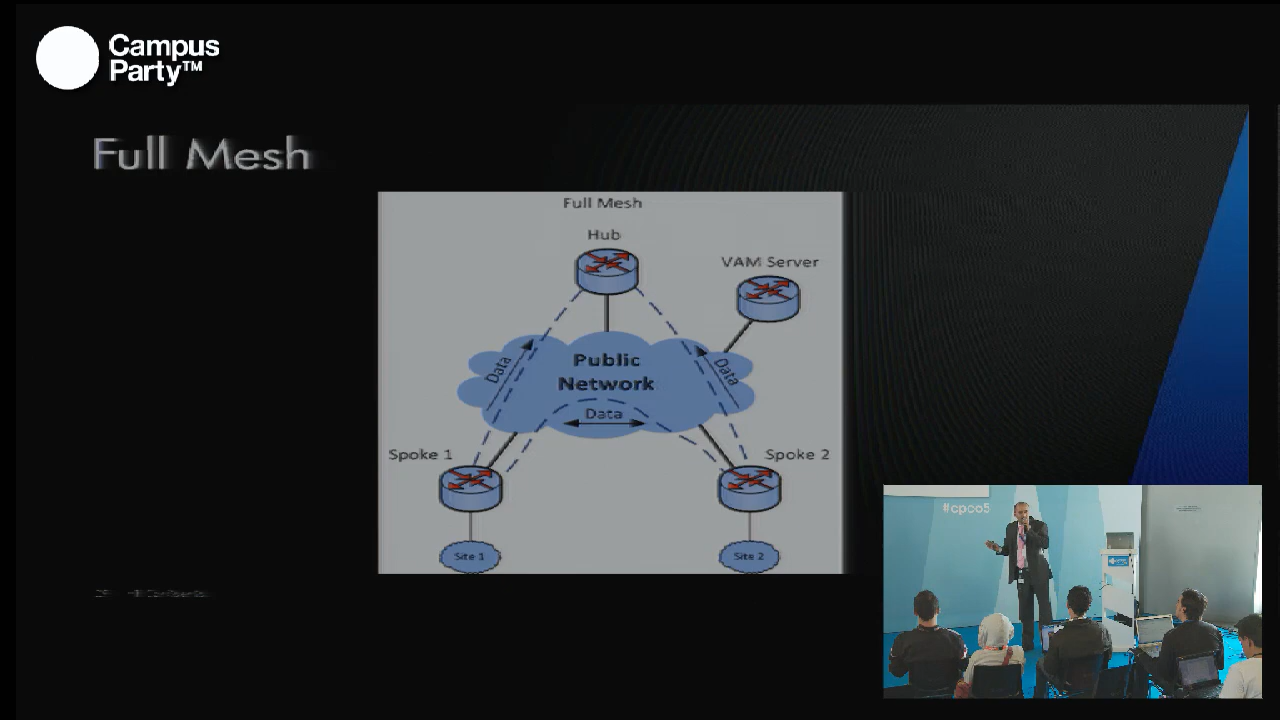 Campus
Party™
Full Mesh
Full Mesh
Hub
VAM Server
Public
Network
Data
Data
Data
Spoke 1
Spoke 2
Site 1
Site 2
#cpco5